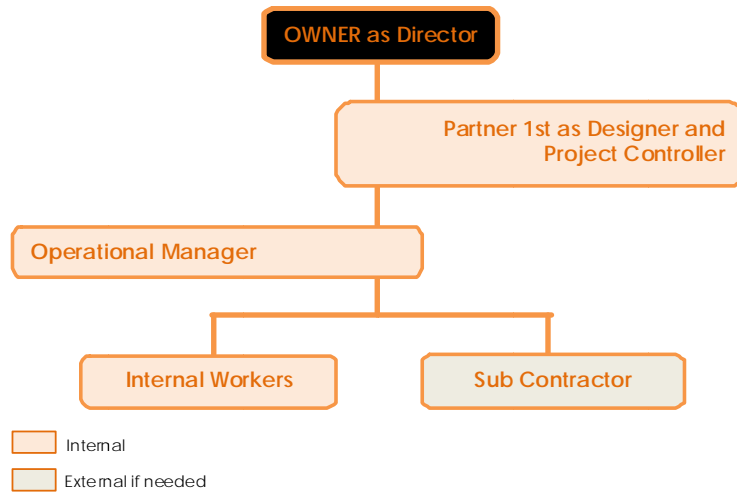 OWNER as Director
Partner 1st as Designer and
Project Controller
Operational Manager
Internal Workers
Sub Contractor
Internal
External if needed